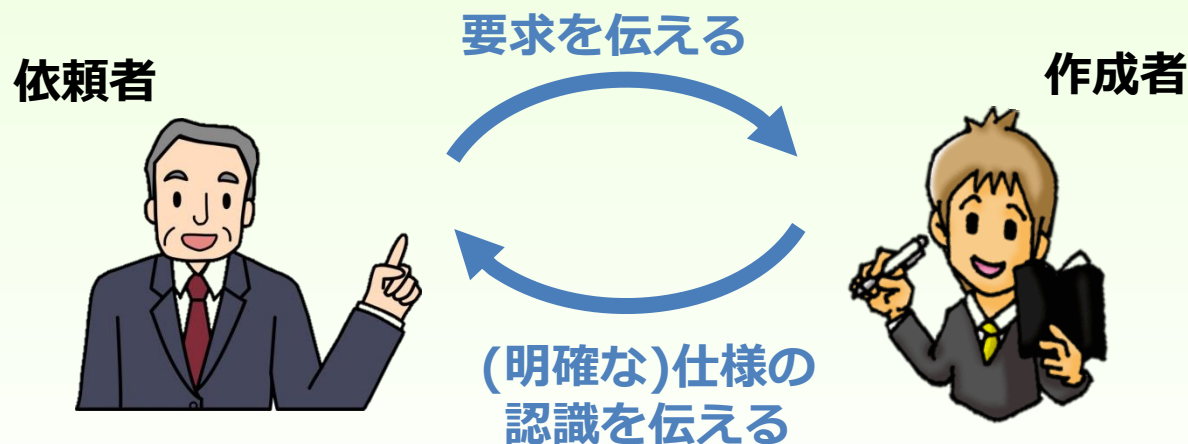 要求を伝える
依頼者
作成者
(明確な)仕様の
認識を伝える